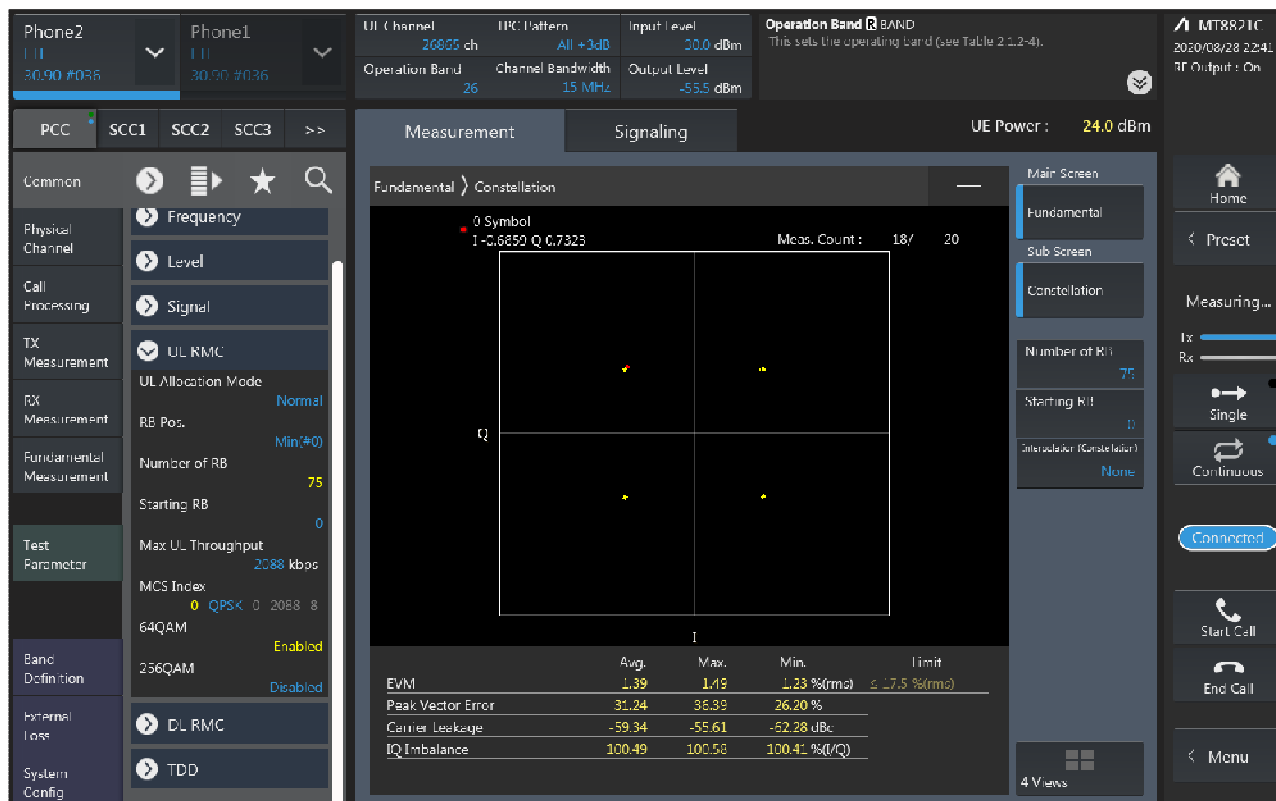 Phone2
Phone1
30.90 #036
30.90 #036
UL Channel
26865 ch
TPC Pattern
All +3dB
Input Level
30.0 dBm
Operation Band
26
Channel Bandwidth
15 MHz
Output Level
-55.5 dBm
Operation Band R BAND
This sets the operating band (see Table 2.1.2-4).
MT8821C
2020/08/28 22:41
RF Output : On
PCC
SCC1
SCC2
SCC3
>>
Measurement
Signaling
UE Power :
24.0 dBm
Common
Physical
Channel
Call
Processing
TX
Measurement
RX
Measurement
Fundamental
Measurement
Test
Parameter
Band
Definition
External
Loss
System
Config
Frequency
Level
Signal
UL RMC
UL Allocation Mode
Normal
RB Pos.
Min(#0)
Number of RB
75
Starting RB
0
Max UL Throughput
2088 kbps
MCS Index
0 QPSK 0 2088 8
64QAM
Enabled
256QAM
Disabled
DL RMC
TDD
Fundamental 〉 Constellation
0 Symbol
I -0.6859 Q 0.7323
Meas. Count : 18/ 20
Q
I
Avg. Max. Min. Limit
EVM 1.39 1.49 1.23 %(rms) ≤ 17.5 %(rms)
Peak Vector Error 31.24 36.39 26.20 %
Carrier Leakage -59.34 -55.61 -62.28 dBc
IQ Imbalance 100.49 100.58 100.41 %(I/Q)
Main Screen
Fundamental
Sub Screen
Constellation
Number of RB
75
Starting RB
0
Interpolation (Constellation)
None
4 Views
Home
Preset
Measuring...
Tx
Rx
Single
Continuous
Connected
Start Call
End Call
Menu